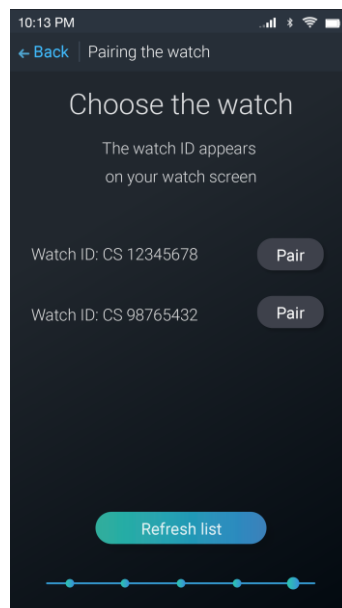 10:13 PM
← Back Pairing the watch
Choose the watch
The watch ID appears
on your watch screen
Watch ID: CS 12345678 Pair
Watch ID: CS 98765432 Pair
Refresh list